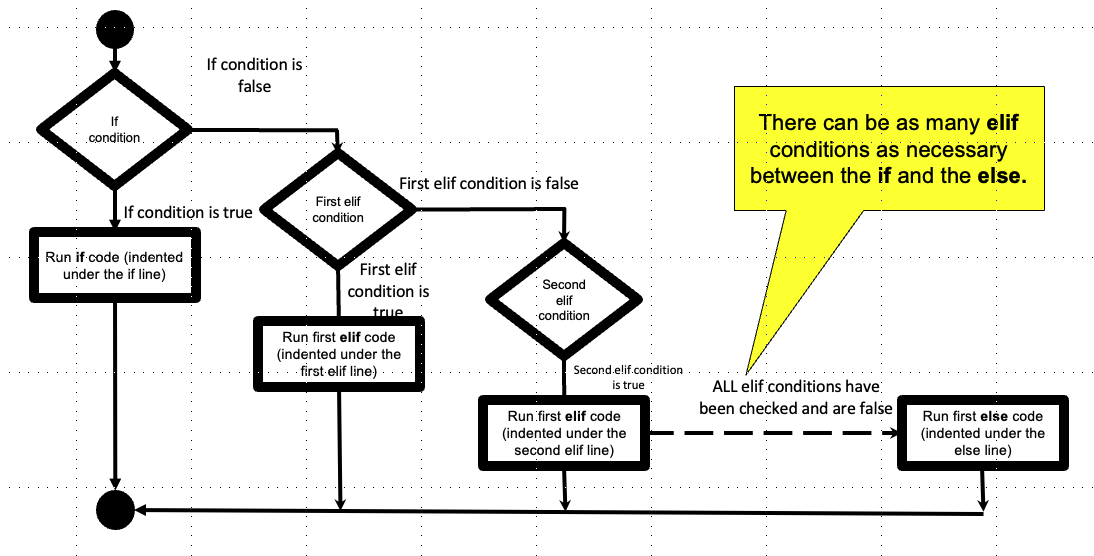 If condition is
false
If
condition
There can be as many elif
conditions as necessary
between the if and the else.
First elif condition is false
First elif
condition
If condition is true
Run if code (indented
under the if line)
First elif
condition is
true
Second
elif
condition
Run first elif code
(indented under the
first elif line)
Second elif condition
is true
ALL elif conditions have
been checked and are false
Run first elif code
(indented under the
second elif line)
Run first else code
(indented under the
else line)